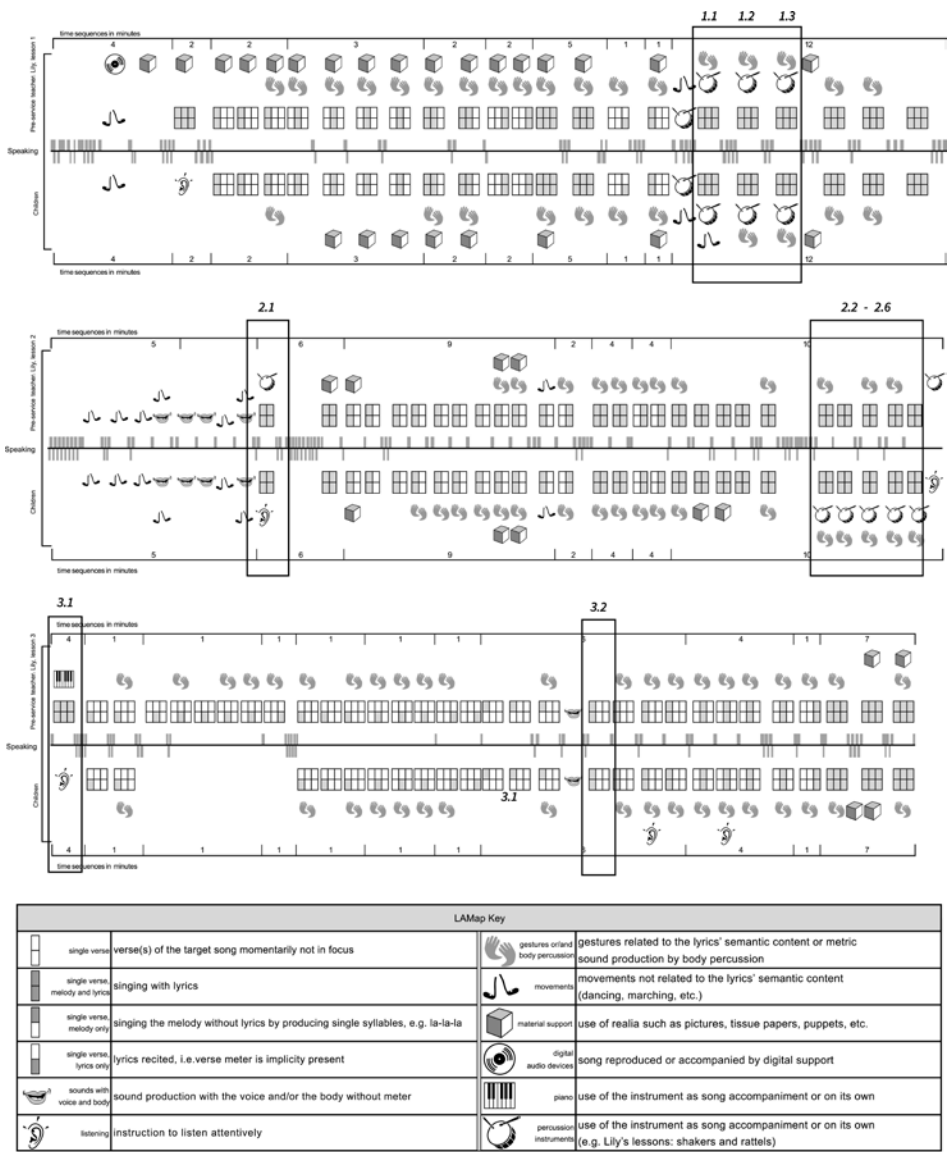 1.1 1.2 1.3
time sequences in minutes
4 2 2 3 2 2 5 1 1 12
Pre-service teacher: Lily, lesson 1
Speaking
Children
4 2 2 3 2 2 5 1 1 12
time sequences in minutes
2.1 2.2 - 2.6
time sequences in minutes
5 6 9 2 4 4 10
Pre-service teacher: Lily, lesson 2
Speaking
Children
5 6 9 2 4 4 10
time sequences in minutes
3.1 3.2
time sequences in minutes
4 1 1 1 1 1 1 4 1 7
Pre-service teacher: Lily, lesson 3
Speaking
Children
3.1
4 1 1 1 1 1 1 4 1 7
time sequences in minutes
LAMap Key
single verse verse(s) of the target song momentarily not in focus
single verse, melody and lyrics singing with lyrics
single verse, melody only singing the melody without lyrics by producing single syllables, e.g. la-la-la
single verse, lyrics only lyrics recited, i.e.verse meter is implicity present
sounds with voice and body sound production with the voice and/or the body without meter
listening instruction to listen attentively
gestures or/and body percussion gestures related to the lyrics' semantic content or metric
sound production by body percussion
movements movements not related to the lyrics' semantic content
(dancing, marching, etc.)
material support use of realia such as pictures, tissue papers, puppets, etc.
digital audio devices song reproduced or accompanied by digital support
piano use of the instrument as song accompaniment or on its own
percussion instruments use of the instrument as song accompaniment or on its own
(e.g. Lily's lessons: shakers and rattels)